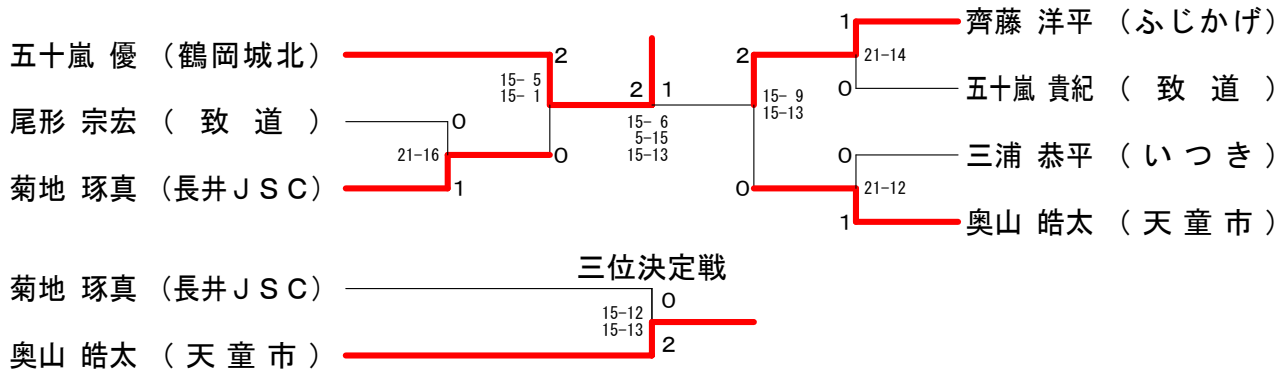 五十嵐 優 （鶴岡城北）
尾形 宗宏 （ 致 道 ）
菊地 琢真 （長井ＪＳＣ）
2
15- 5
15- 1
0
21-16
0
1
2 1
15- 6
5-15
15-13
2
15- 9
15-13
0
1
21-14
0
0
21-12
1
齊藤 洋平 （ふじかげ）
五十嵐 貴紀 （ 致 道 ）
三浦 恭平 （いつき）
奥山 皓太 （ 天 童 市 ）
三位決定戦
菊地 琢真 （長井ＪＳＣ）
奥山 皓太 （ 天 童 市 ）
0
15-12
15-13
2